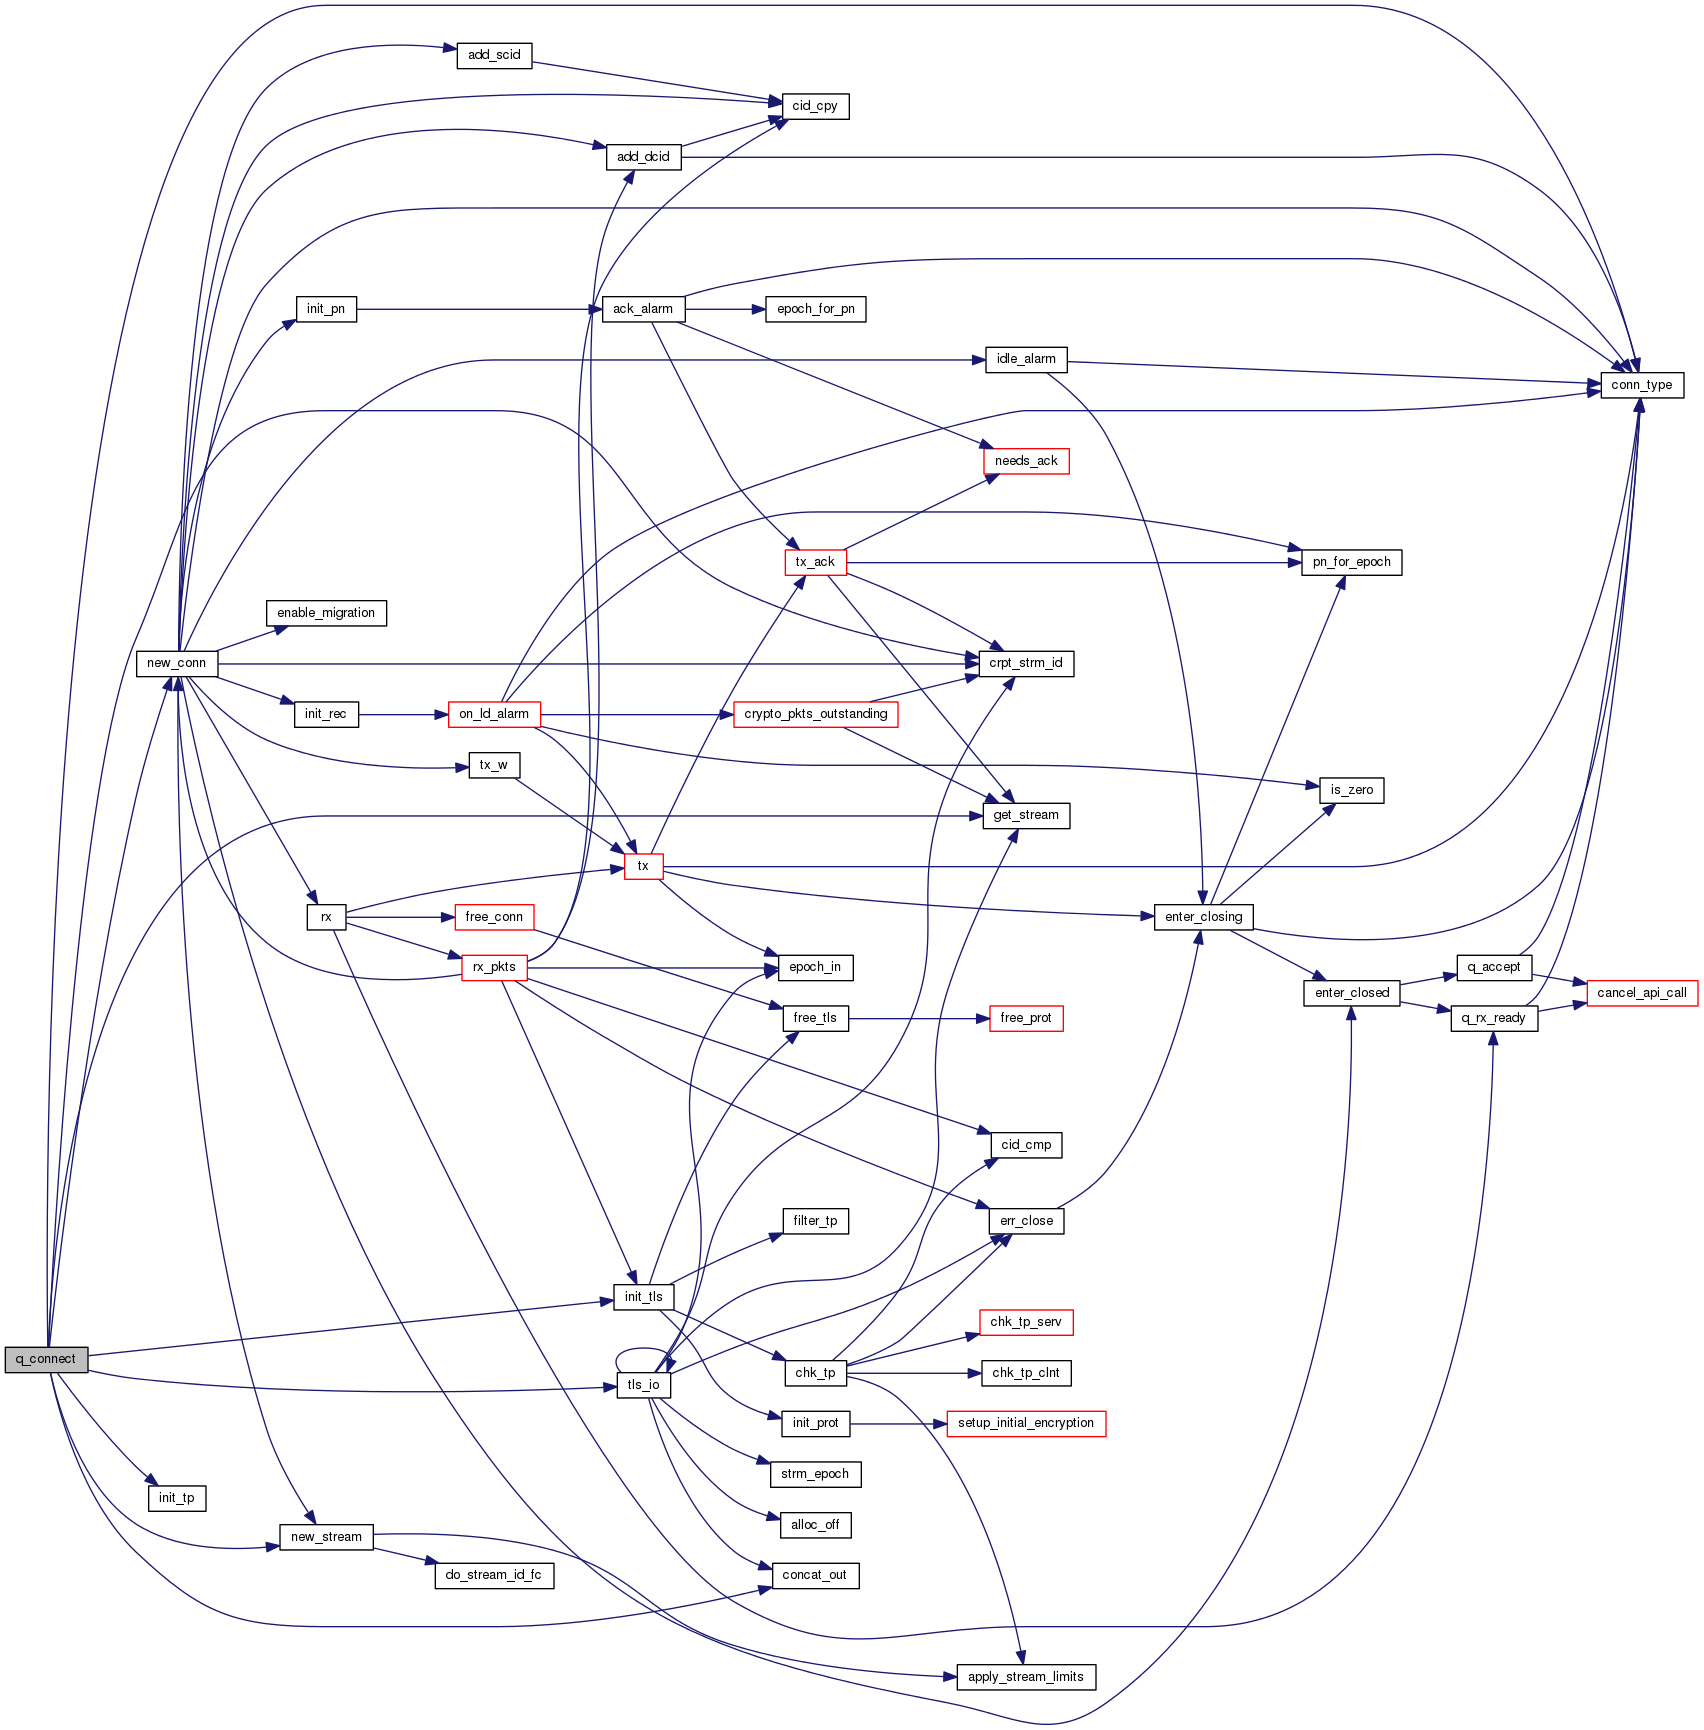 add_scid
cid_cpy
add_dcid
init_pn
ack_alarm
epoch_for_pn
idle_alarm
conn_type
needs_ack
tx_ack
pn_for_epoch
enable_migration
new_conn
crpt_strm_id
init_rec
on_ld_alarm
crypto_pkts_outstanding
tx_w
is_zero
get_stream
tx
rx
free_conn
enter_closing
rx_pkts
epoch_in
q_accept
enter_closed
cancel_api_call
free_tls
free_prot
q_rx_ready
cid_cmp
filter_tp
err_close
init_tls
chk_tp_serv
q_connect
tls_io
chk_tp
chk_tp_clnt
init_prot
setup_initial_encryption
strm_epoch
init_tp
alloc_off
new_stream
do_stream_id_fc
concat_out
apply_stream_limits